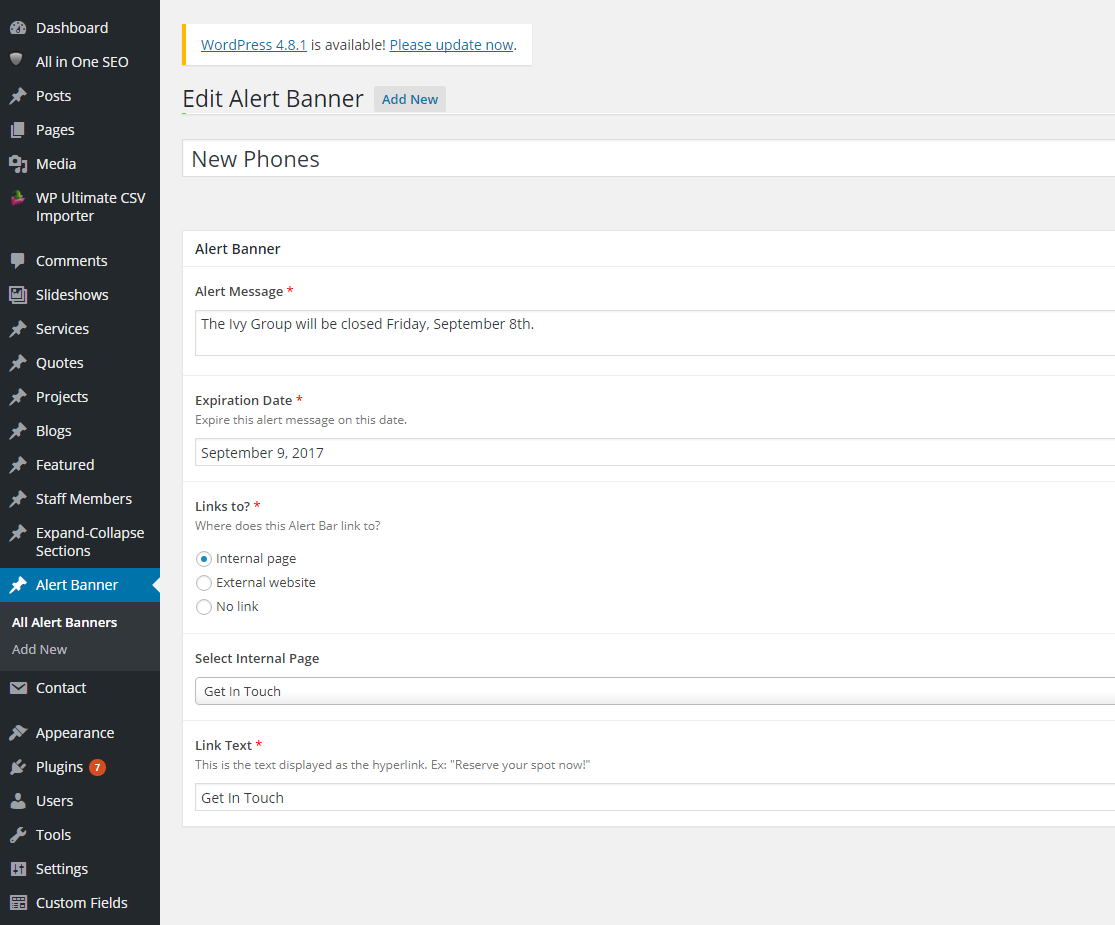 Dashboard
All in One SEO
Posts
Pages
Media
WP Ultimate CSV
Importer
Comments
Slideshows
Services
Quotes
Projects
Blogs
Featured
Staff Members
Expand-Collapse
Sections
Alert Banner
All Alert Banners
Add New
Contact
Appearance
Plugins 7
Users
Tools
Settings
Custom Fields
WordPress 4.8.1 is available! Please update now.
Edit Alert Banner Add New
New Phones
Alert Banner
Alert Message *
The Ivy Group will be closed Friday, September 8th.
Expiration Date *
Expire this alert message on this date.
September 9, 2017
Links to? *
Where does this Alert Bar link to?
Internal page
External website
No link
Select Internal Page
Get In Touch
Link Text *
This is the text displayed as the hyperlink. Ex: "Reserve your spot now!"
Get In Touch